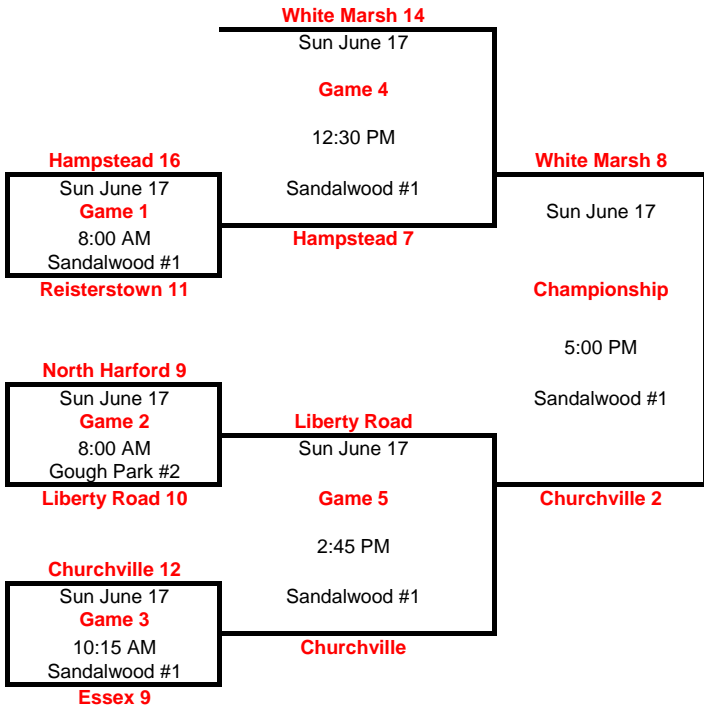 White Marsh 14
Sun June 17
Game 4
12:30 PM
Sandalwood #1
Hampstead 7
Hampstead 16
Sun June 17
Game 1
8:00 AM
Sandalwood #1
Reisterstown 11
White Marsh 8
Sun June 17
Championship
5:00 PM
Sandalwood #1
Churchville 2
North Harford 9
Sun June 17
Game 2
8:00 AM
Gough Park #2
Liberty Road 10
Liberty Road
Sun June 17
Game 5
2:45 PM
Sandalwood #1
Churchville
Churchville 12
Sun June 17
Game 3
10:15 AM
Sandalwood #1
Essex 9